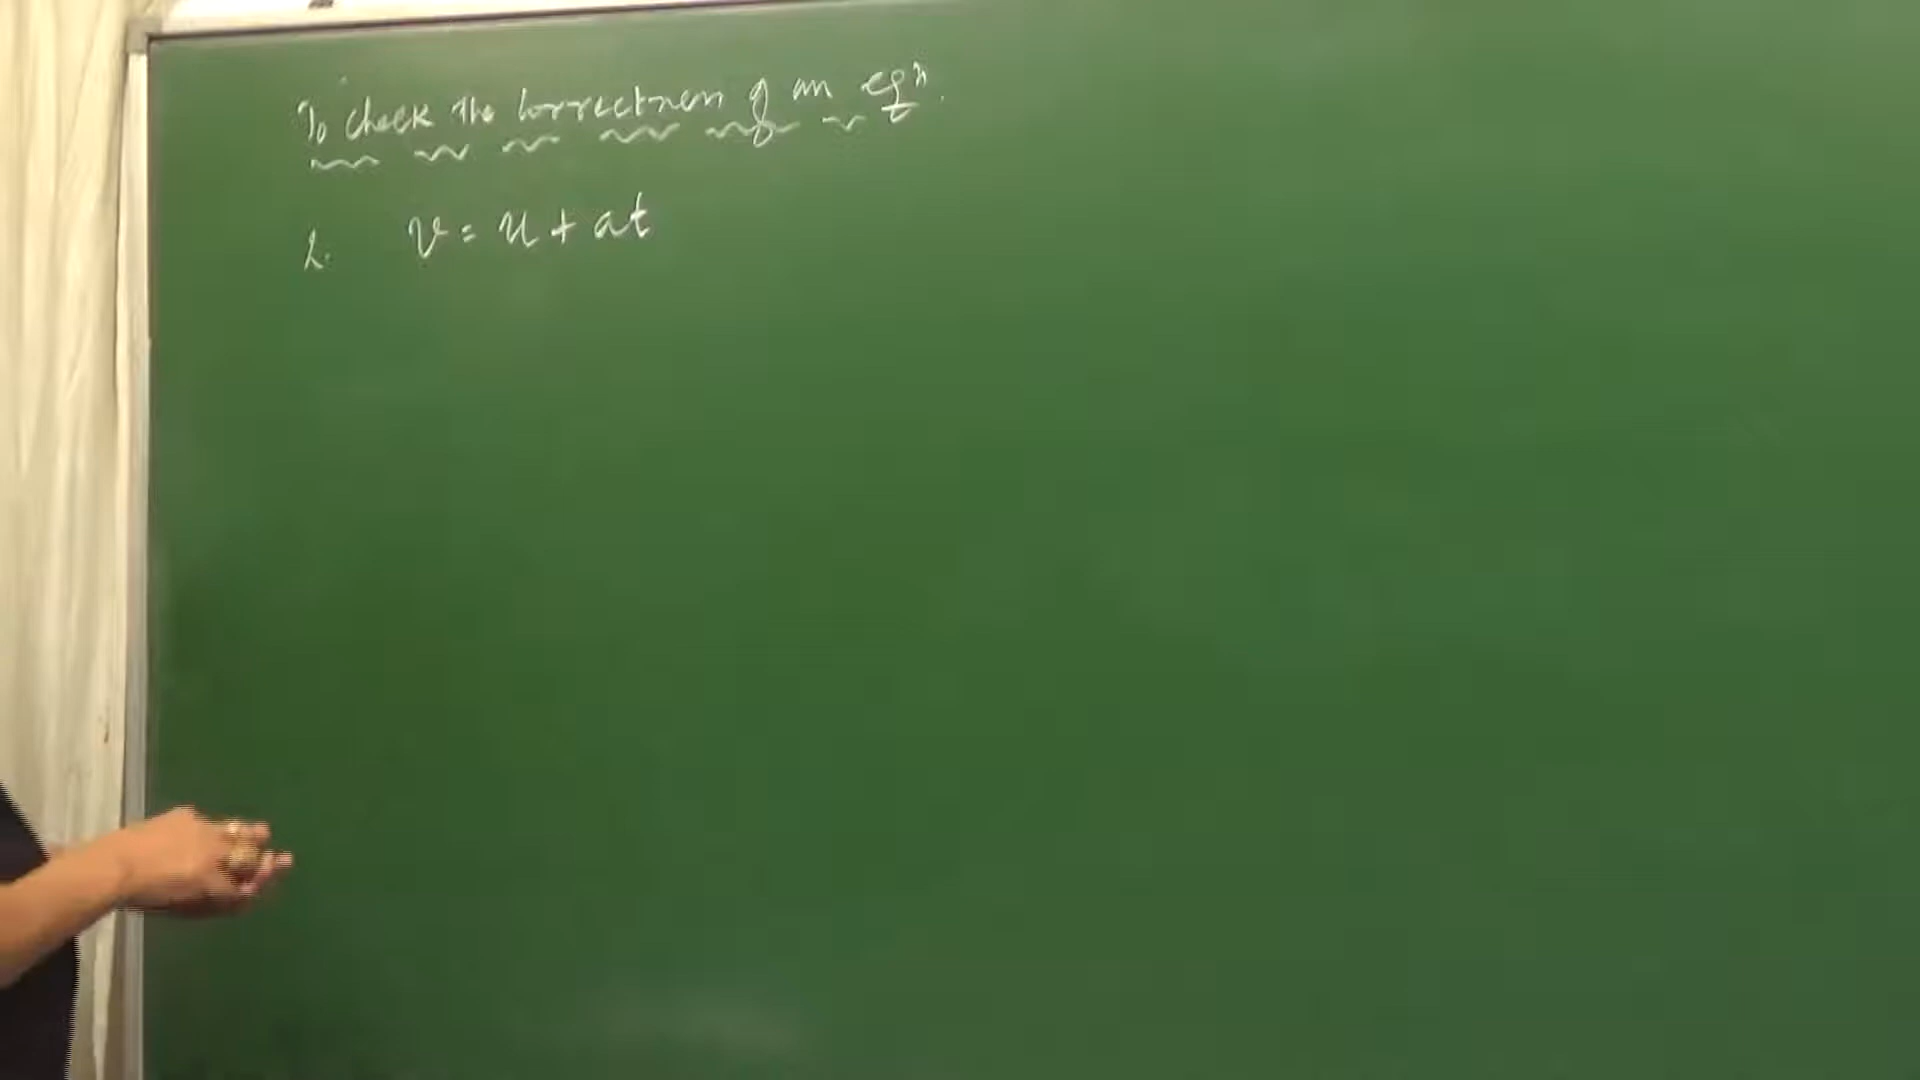 To check the correctness of an eqn.
1. v = u + at